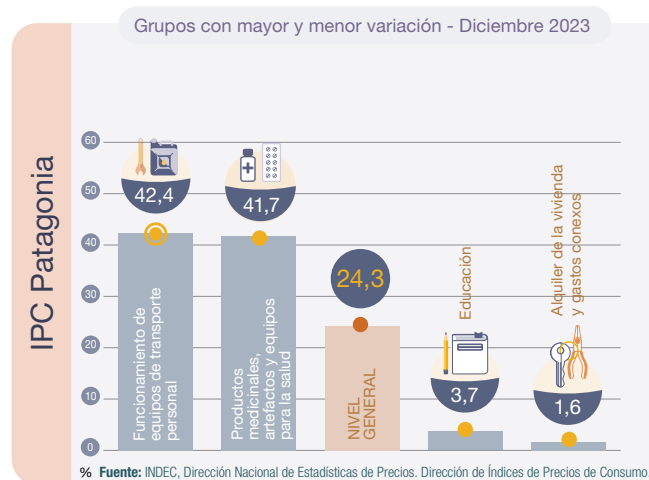 Grupos con mayor y menor variación - Diciembre 2023
IPC Patagonia
60
50
40
30
20
10
0
42,4
Funcionamiento de
equipos de transporte
personal
41,7
Productos
medicinales,
artefactos y equipos
para la salud
24,3
NIVEL
GENERAL
Educación
3,7
Alquiler de la vivienda
y gastos conexos
1,6
% Fuente: INDEC, Dirección Nacional de Estadísticas de Precios. Dirección de Índices de Precios de Consumo.